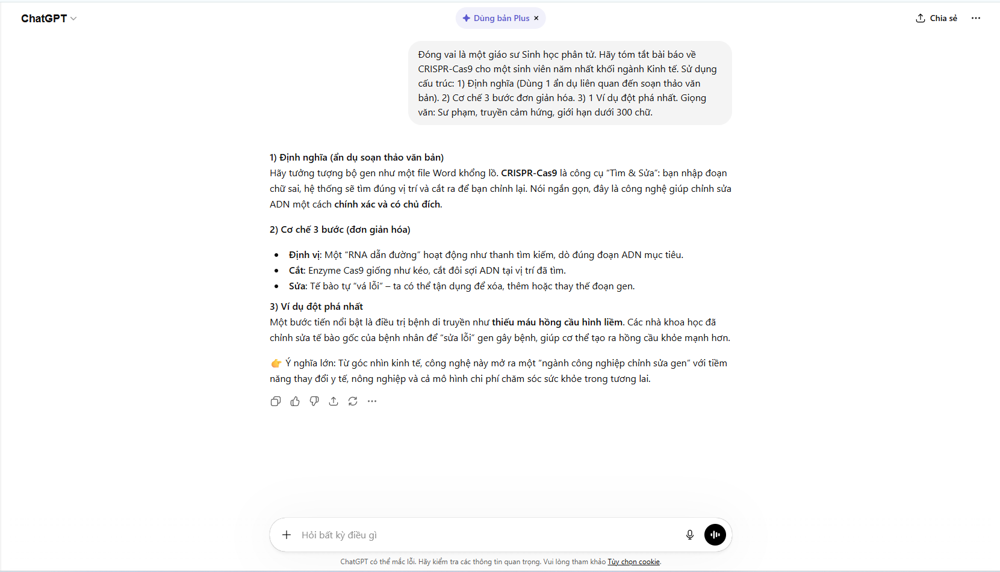 ChatGPT
Dùng bản Plus ×
Chia sẻ
Đóng vai là một giáo sư Sinh học phân tử. Hãy tóm tắt bài báo về
CRISPR-Cas9 cho một sinh viên năm nhất khối ngành Kinh tế. Sử dụng
cấu trúc: 1) Định nghĩa (Dùng 1 ẩn dụ liên quan đến soạn thảo văn
bản). 2) Cơ chế 3 bước đơn giản hóa. 3) 1 Ví dụ đột phá nhất. Giọng
văn: Sư phạm, truyền cảm hứng, giới hạn dưới 300 chữ.
1) Định nghĩa (ẩn dụ soạn thảo văn bản)
Hãy tưởng tượng bộ gen như một file Word khổng lồ. CRISPR-Cas9 là công cụ “Tìm & Sửa”: bạn nhập đoạn
chữ sai, hệ thống sẽ tìm đúng vị trí và cắt ra để bạn chỉnh lại. Nói ngắn gọn, đây là công nghệ giúp chỉnh sửa
ADN một cách chính xác và có chủ đích.
2) Cơ chế 3 bước (đơn giản hóa)
• Định vị: Một “RNA dẫn đường” hoạt động như thanh tìm kiếm, dò đúng đoạn ADN mục tiêu.
• Cắt: Enzyme Cas9 giống như kéo, cắt đôi sợi ADN tại vị trí đã tìm.
• Sửa: Tế bào tự “vá lỗi” – ta có thể tận dụng để xóa, thêm hoặc thay thế đoạn gen.
3) Ví dụ đột phá nhất
Một bước tiến nổi bật là điều trị bệnh di truyền như thiếu máu hồng cầu hình liềm. Các nhà khoa học đã
chỉnh sửa tế bào gốc của bệnh nhân để “sửa lỗi” gen gây bệnh, giúp cơ thể tạo ra hồng cầu khỏe mạnh hơn.
👉 Ý nghĩa lớn: Từ góc nhìn kinh tế, công nghệ này mở ra một “ngành công nghiệp chỉnh sửa gen” với tiềm
năng thay đổi y tế, nông nghiệp và cả mô hình chi phí chăm sóc sức khỏe trong tương lai.
Hỏi bất kỳ điều gì
ChatGPT có thể mắc lỗi. Hãy kiểm tra các thông tin quan trọng. Vui lòng tham khảo Tùy chọn cookie.